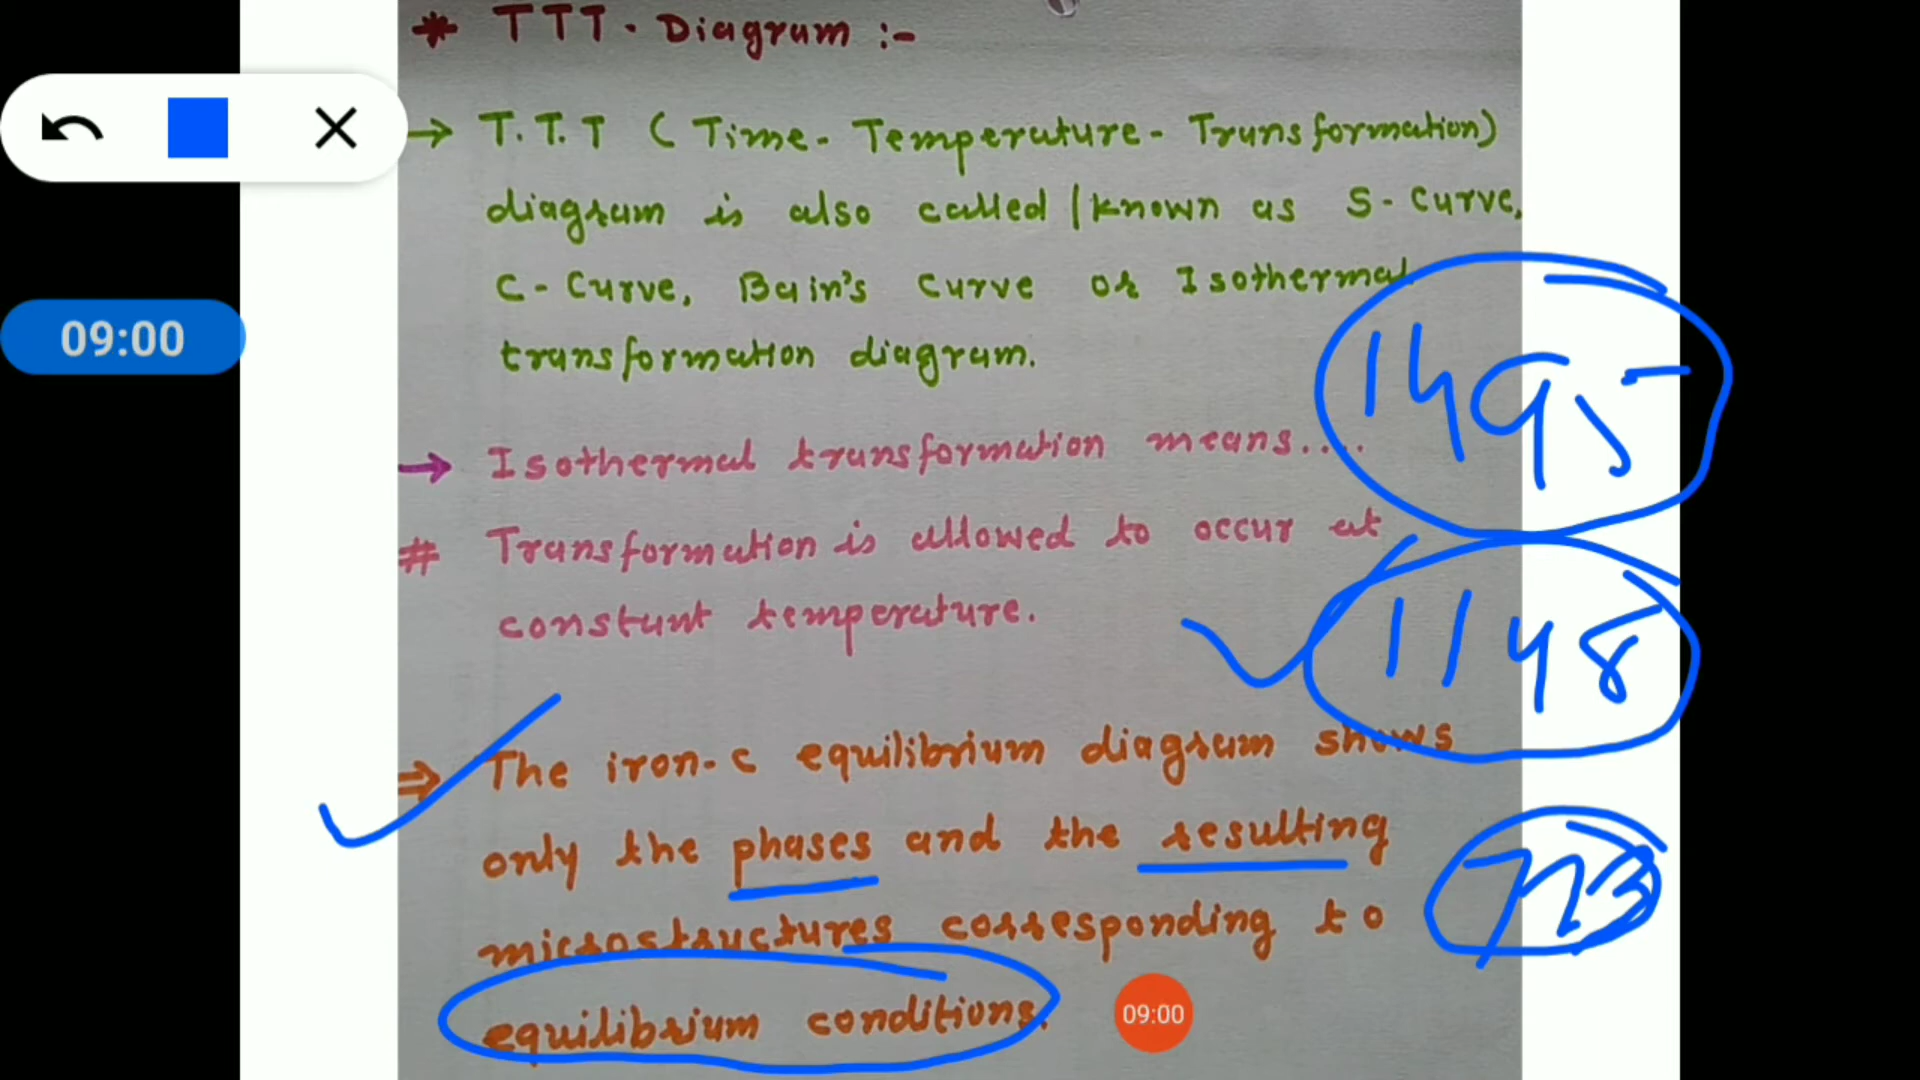 * TTT - Diagram :-
→ T.T.T (Time - Temperature - Transformation)
diagram is also called / known as S-Curve,
C-Curve, Bain's Curve or Isothermal
transformation diagram.
→ Isothermal transformation means....
# Transformation is allowed to occur at
constant temperature.
⇒ The iron-c equilibrium diagram shows
only the phases and the resulting
microstructures corresponding to
equilibrium conditions.
1495
1148
723
09:00
09:00